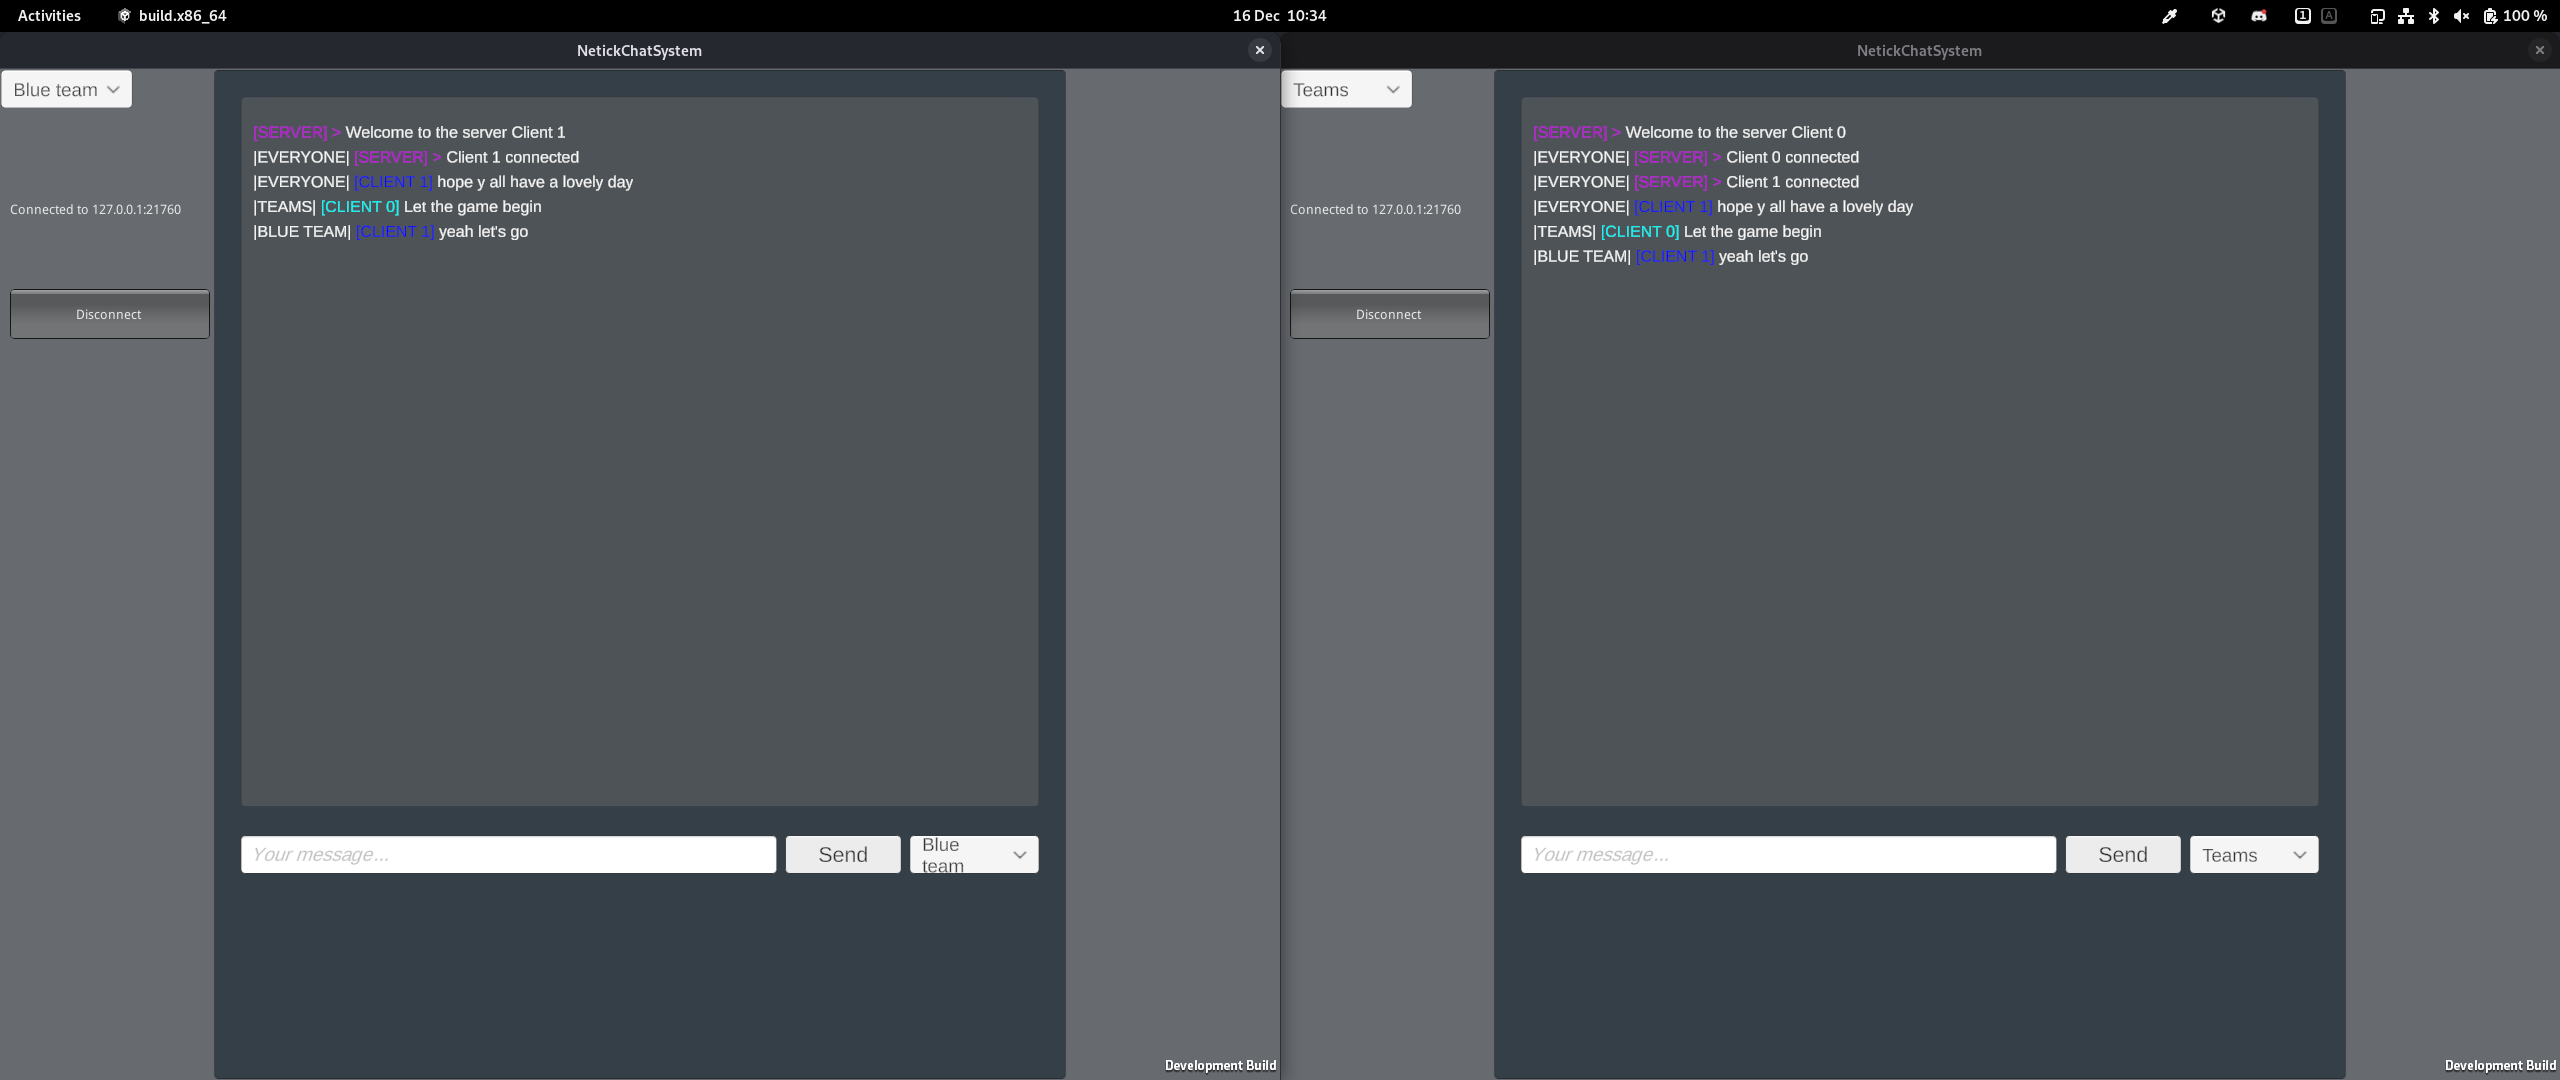 Activities build.x86_64 16 Dec 10:34 1 A 100 %
NetickChatSystem
Blue team
[SERVER] > Welcome to the server Client 1
|EVERYONE| [SERVER] > Client 1 connected
|EVERYONE| [CLIENT 1] hope y all have a lovely day
|TEAMS| [CLIENT 0] Let the game begin
|BLUE TEAM| [CLIENT 1] yeah let's go
Connected to 127.0.0.1:21760
Disconnect
Your message...
Send
Blue
team
Development Build
NetickChatSystem
Teams
[SERVER] > Welcome to the server Client 0
|EVERYONE| [SERVER] > Client 0 connected
|EVERYONE| [SERVER] > Client 1 connected
|EVERYONE| [CLIENT 1] hope y all have a lovely day
|TEAMS| [CLIENT 0] Let the game begin
|BLUE TEAM| [CLIENT 1] yeah let's go
Connected to 127.0.0.1:21760
Disconnect
Your message...
Send
Teams
Development Build